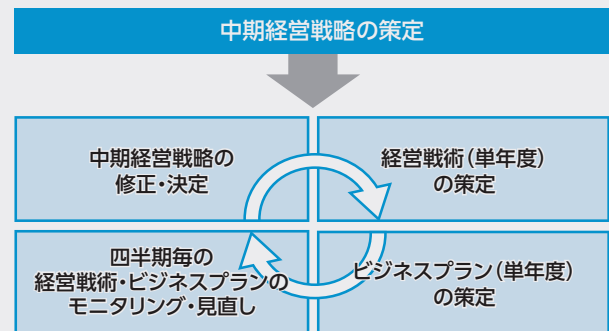 中期経営戦略の策定
中期経営戦略の
修正・決定
経営戦術(単年度)
の策定
四半期毎の
経営戦術・ビジネスプランの
モニタリング・見直し
ビジネスプラン(単年度)
の策定